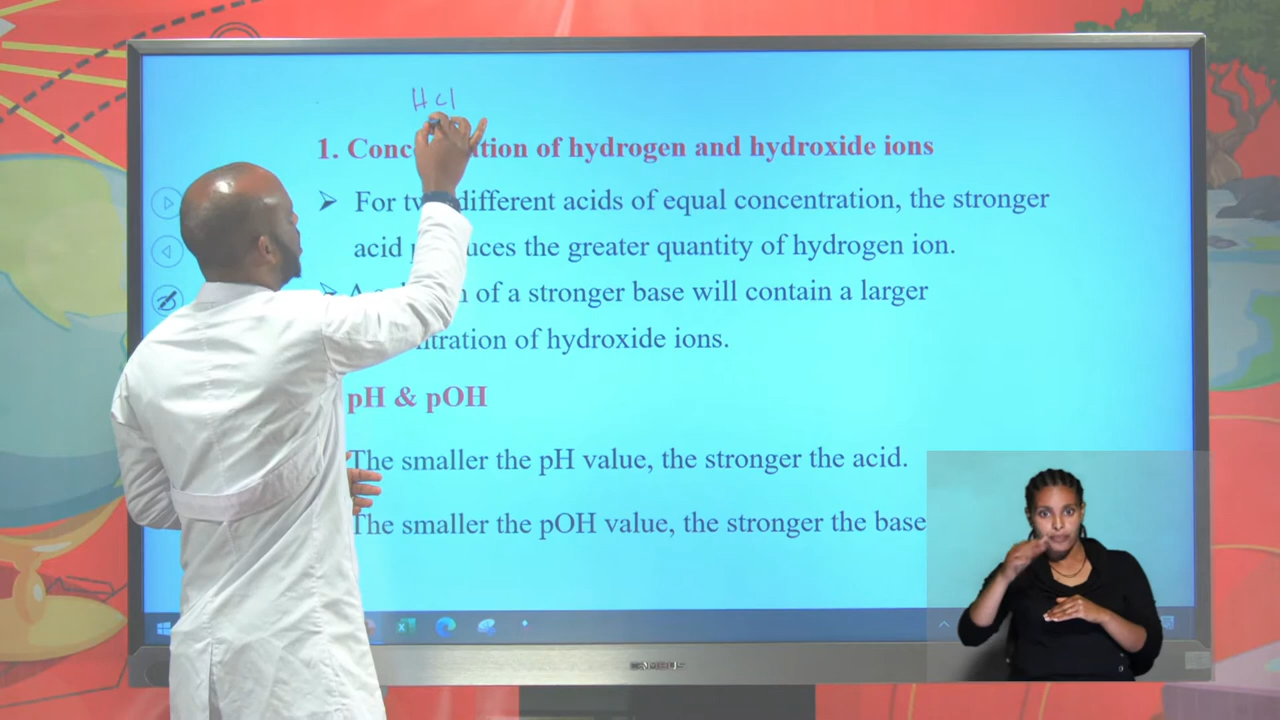 HCl
1. Conc tion of hydrogen and hydroxide ions
For tw different acids of equal concentration, the stronger
acid p uces the greater quantity of hydrogen ion.
A s n of a stronger base will contain a larger
ntration of hydroxide ions.
pH & pOH
The smaller the pH value, the stronger the acid.
The smaller the pOH value, the stronger the base